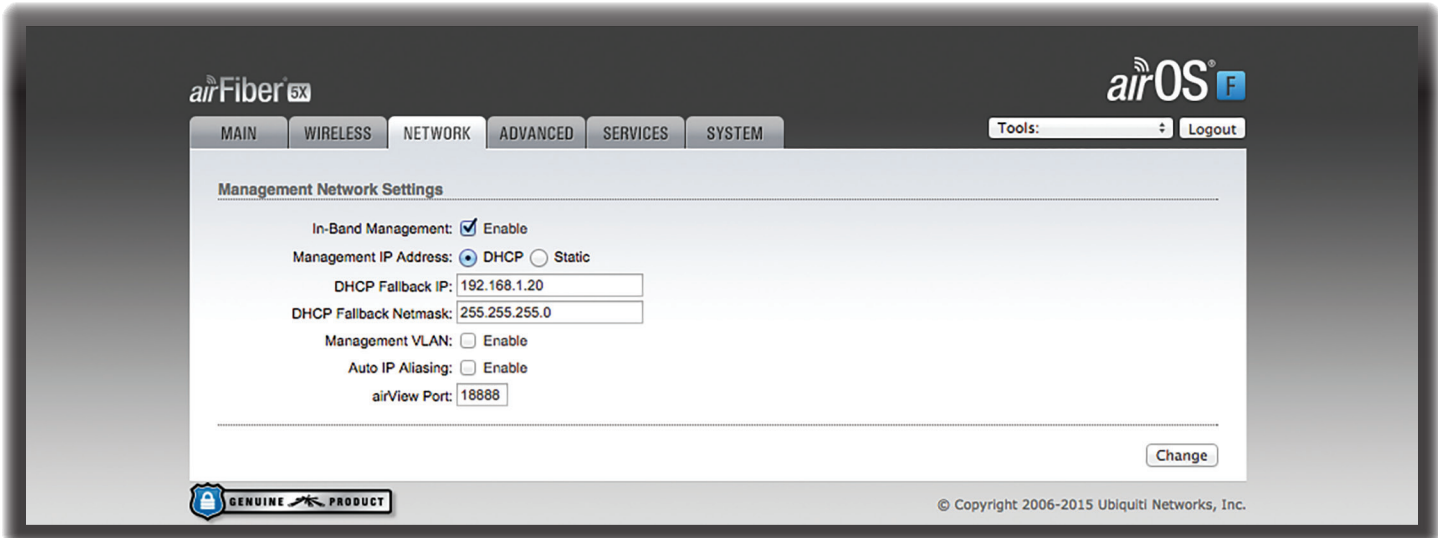 airFiber® 5X
airOS® F
MAIN WIRELESS NETWORK ADVANCED SERVICES SYSTEM Tools: Logout
Management Network Settings
In-Band Management: Enable
Management IP Address: DHCP Static
DHCP Fallback IP: 192.168.1.20
DHCP Fallback Netmask: 255.255.255.0
Management VLAN: Enable
Auto IP Aliasing: Enable
airView Port: 18888
Change
GENUINE PRODUCT
© Copyright 2006-2015 Ubiquiti Networks, Inc.